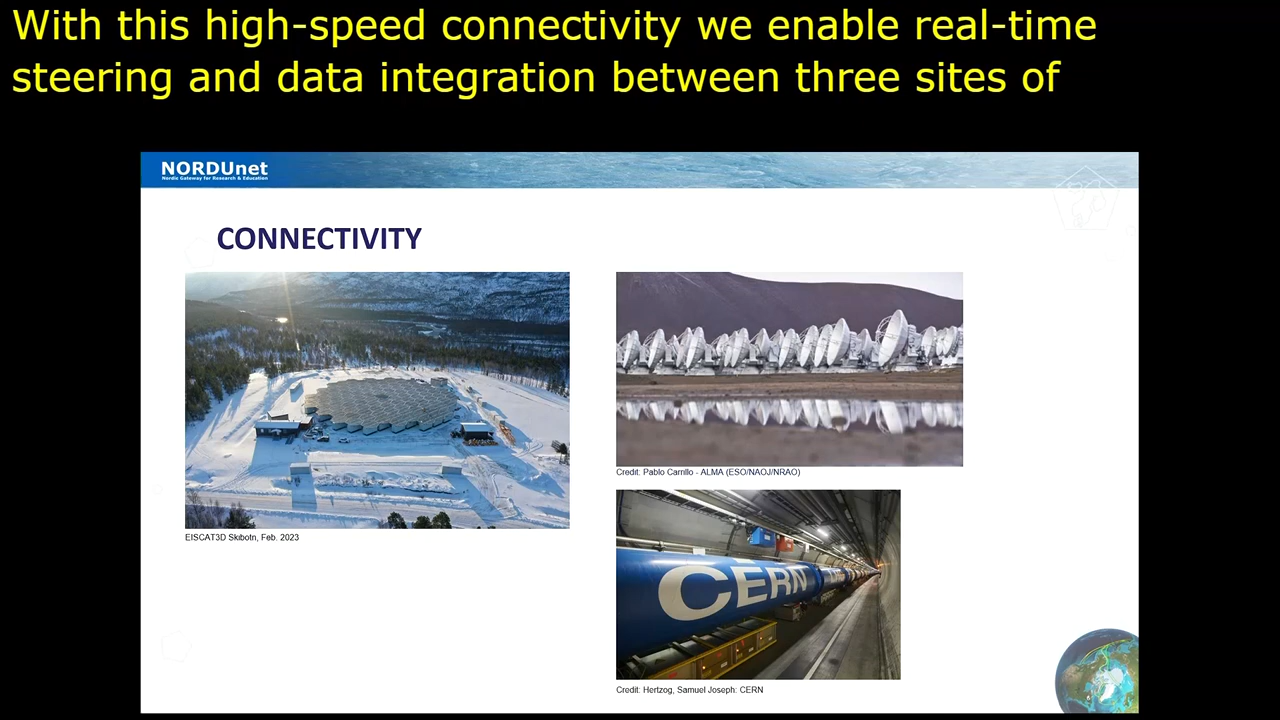 With this high-speed connectivity we enable real-time
steering and data integration between three sites of
NORDUnet
Nordic Gateway for Research & Education
CONNECTIVITY
EISCAT3D Skibotn, Feb. 2023
Credit: Pablo Carrillo - ALMA (ESO/NAOJ/NRAO)
CERN
Credit: Hertzog, Samuel Joseph: CERN